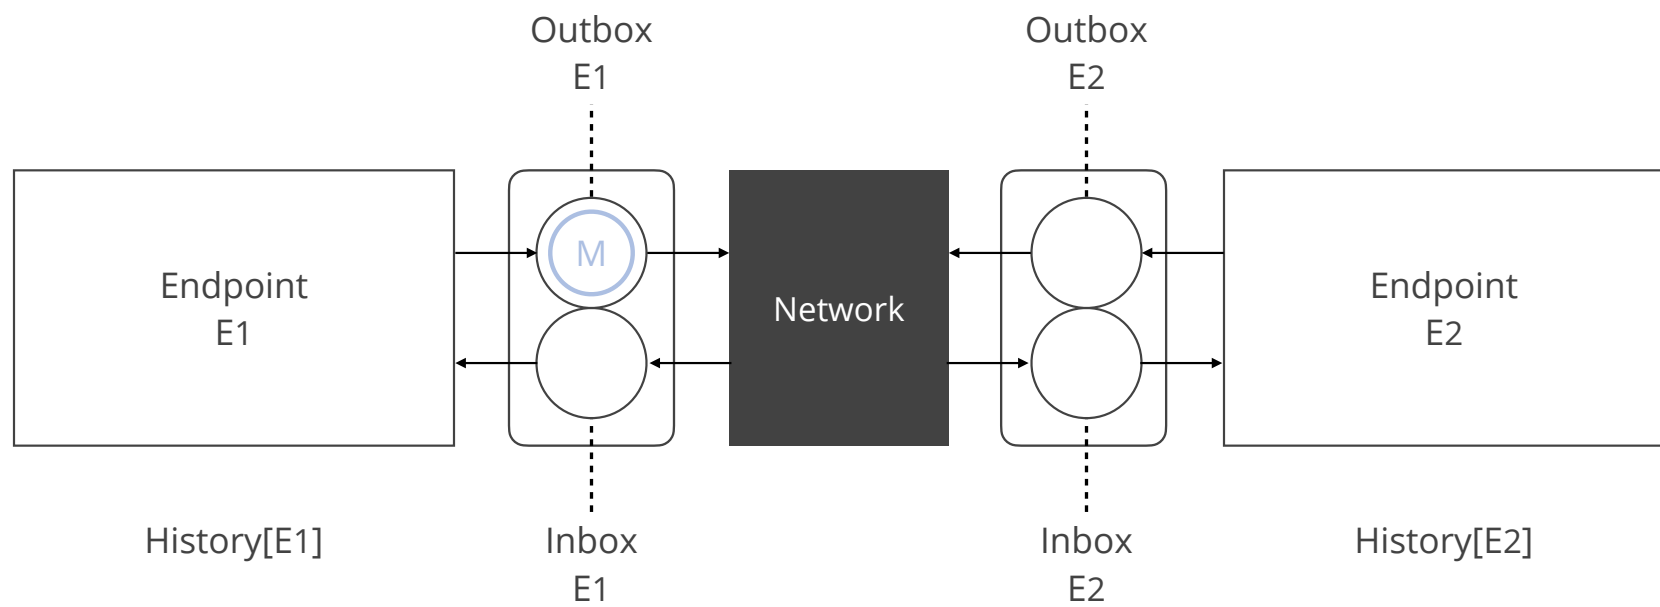 Outbox
E1
Outbox
E2
Endpoint
E1
M
Network
Endpoint
E2
History[E1]
Inbox
E1
Inbox
E2
History[E2]